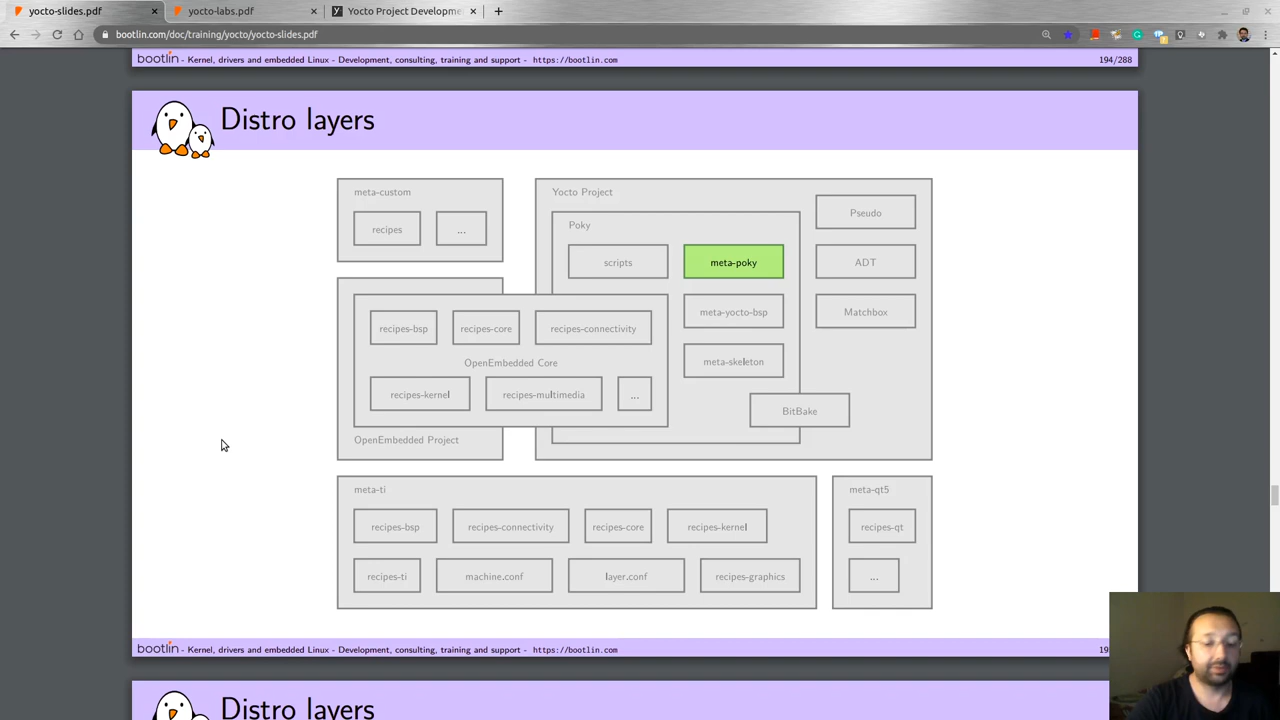 yocto-slides.pdf
yocto-labs.pdf
Yocto Project Developme
bootlin.com/doc/training/yocto/yocto-slides.pdf
bootlin - Kernel, drivers and embedded Linux - Development, consulting, training and support - https://bootlin.com
194/288
Distro layers
meta-custom
recipes
...
Yocto Project
Poky
scripts
meta-poky
meta-yocto-bsp
meta-skeleton
BitBake
Pseudo
ADT
Matchbox
recipes-bsp
recipes-core
recipes-connectivity
OpenEmbedded Core
recipes-kernel
recipes-multimedia
...
OpenEmbedded Project
meta-ti
recipes-bsp
recipes-connectivity
recipes-core
recipes-kernel
recipes-ti
machine.conf
layer.conf
recipes-graphics
meta-qt5
recipes-qt
...
bootlin - Kernel, drivers and embedded Linux - Development, consulting, training and support - https://bootlin.com
Distro layers